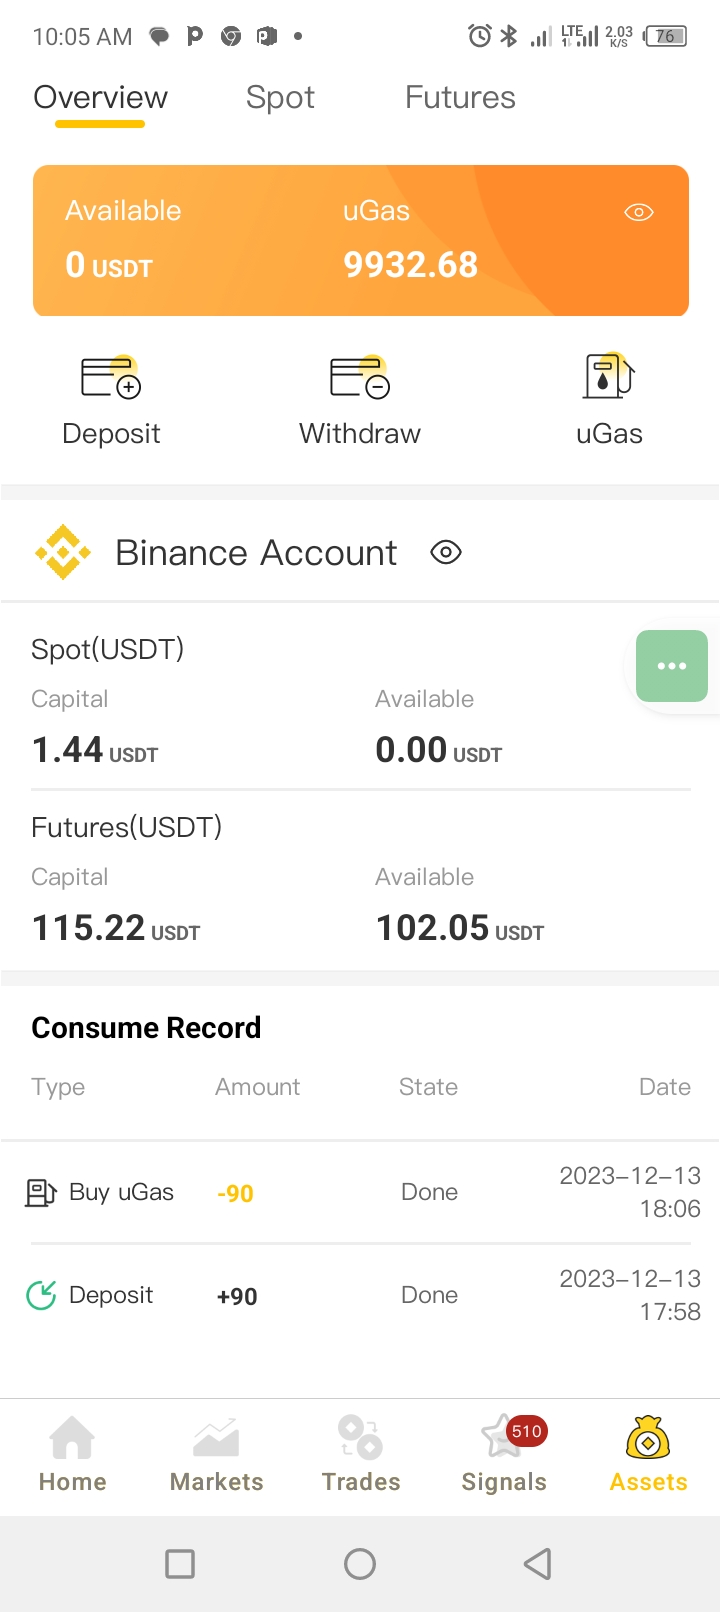 10:05 AM LTE 2.03 K/S 76
Overview Spot Futures
Available uGas
0 USDT 9932.68
Deposit Withdraw uGas
Binance Account
Spot(USDT)
Capital Available
1.44 USDT 0.00 USDT
Futures(USDT)
Capital Available
115.22 USDT 102.05 USDT
Consume Record
Type Amount State Date
Buy uGas -90 Done 2023-12-13
18:06
Deposit +90 Done 2023-12-13
17:58
510
Home Markets Trades Signals Assets